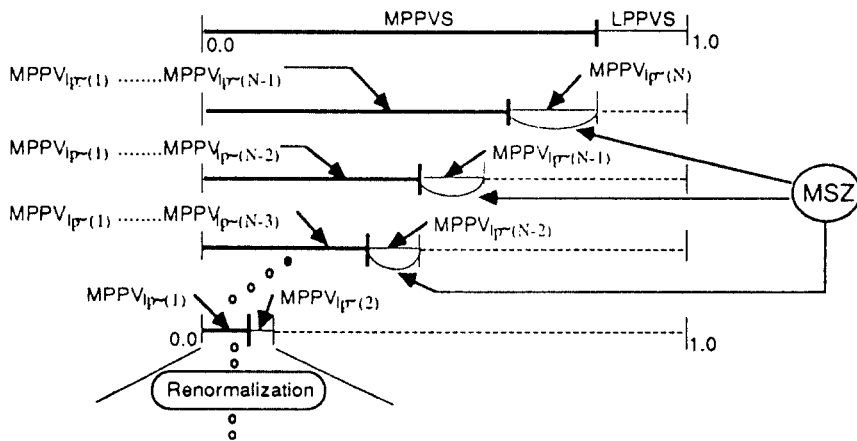 MPPVS LPPVS
0.0 1.0
MPPV|p~(1) ........MPPV|p~(N-1) MPPV|p~(N)
MPPV|p~(1) .......MPPV|p~(N-2) MPPV|p~(N-1)
MSZ
MPPV|p~(1) .......MPPV|p~(N-3) MPPV|p~(N-2)
MPPV|p~(1) MPPV|p~(2)
0.0 1.0
Renormalization